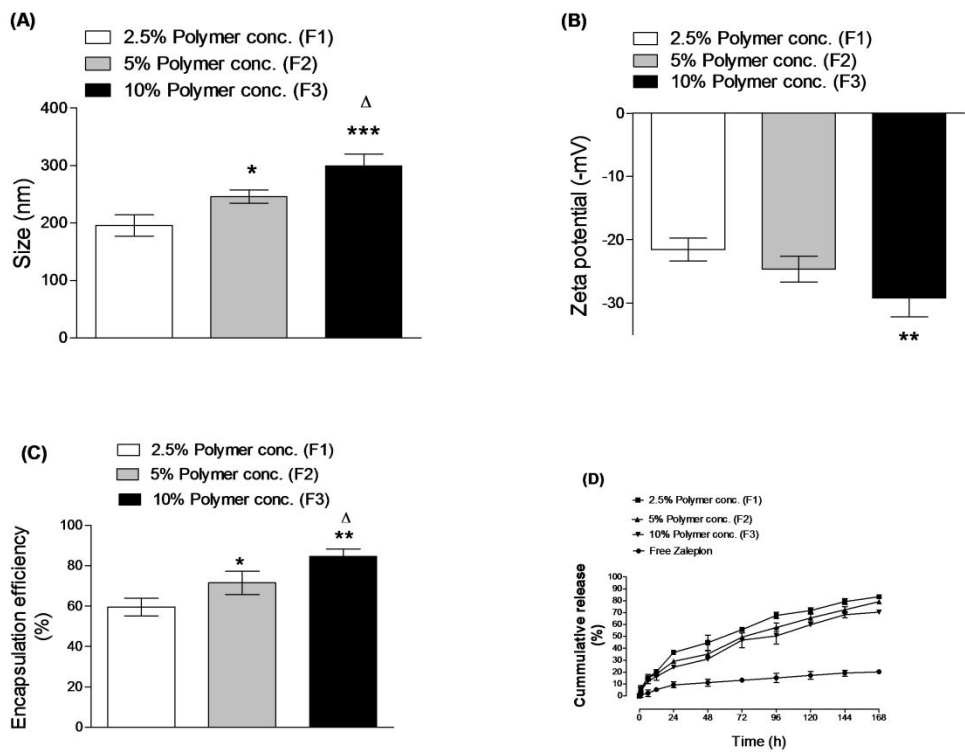 (A)
2.5% Polymer conc. (F1)
5% Polymer conc. (F2)
10% Polymer conc. (F3)
Δ
***
*
400
300
200
100
0
Size (nm)
(B)
2.5% Polymer conc. (F1)
5% Polymer conc. (F2)
10% Polymer conc. (F3)
0
-10
-20
-30
Zeta potential (-mV)
**
(C)
2.5% Polymer conc. (F1)
5% Polymer conc. (F2)
10% Polymer conc. (F3)
Δ
**
*
100
80
60
40
20
0
Encapsulation efficiency
(%)
(D)
2.5% Polymer conc. (F1)
5% Polymer conc. (F2)
10% Polymer conc. (F3)
Free Zaleplon
100
90
80
70
60
50
40
30
20
10
0
Cummulative release
(%)
0 24 48 72 96 120 144 168
Time (h)